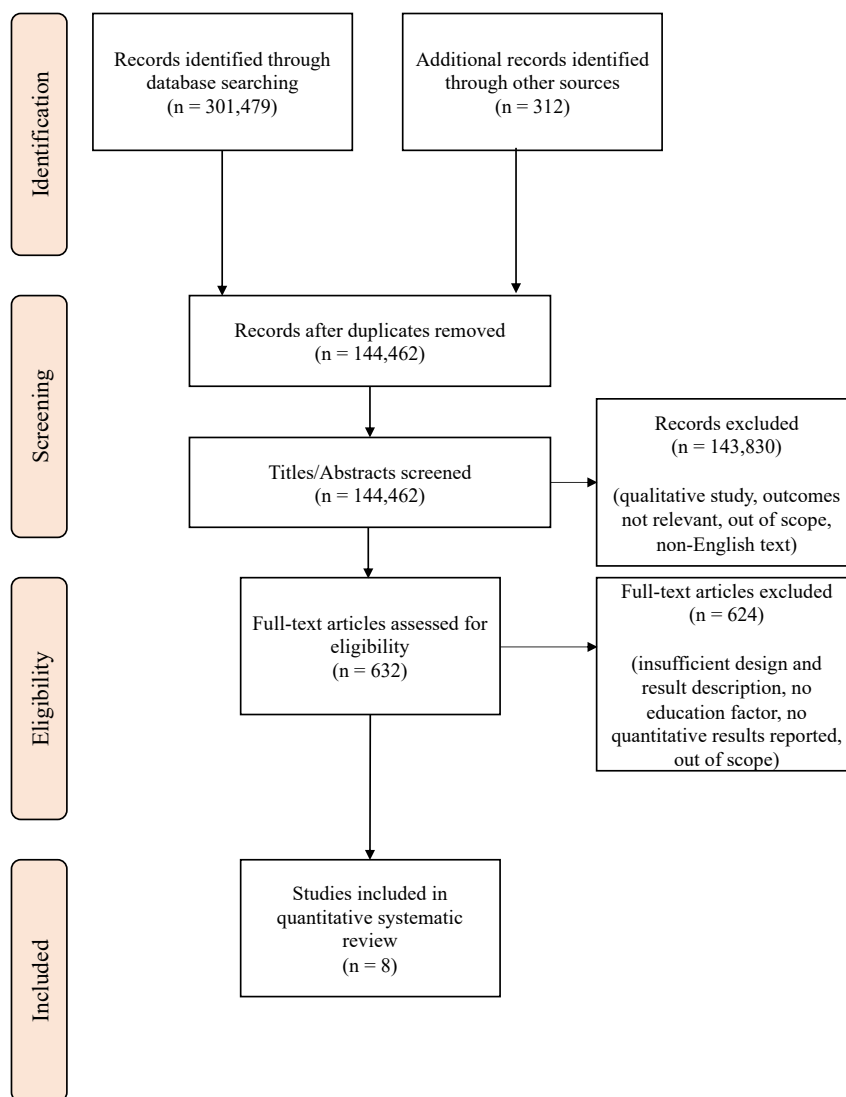 Identification
Records identified through
database searching
(n = 301,479)
Additional records identified
through other sources
(n = 312)
Screening
Records after duplicates removed
(n = 144,462)
Titles/Abstracts screened
(n = 144,462)
Records excluded
(n = 143,830)
(qualitative study, outcomes
not relevant, out of scope,
non-English text)
Eligibility
Full-text articles assessed for
eligibility
(n = 632)
Full-text articles excluded
(n = 624)
(insufficient design and
result description, no
education factor, no
quantitative results reported,
out of scope)
Included
Studies included in
quantitative systematic
review
(n = 8)